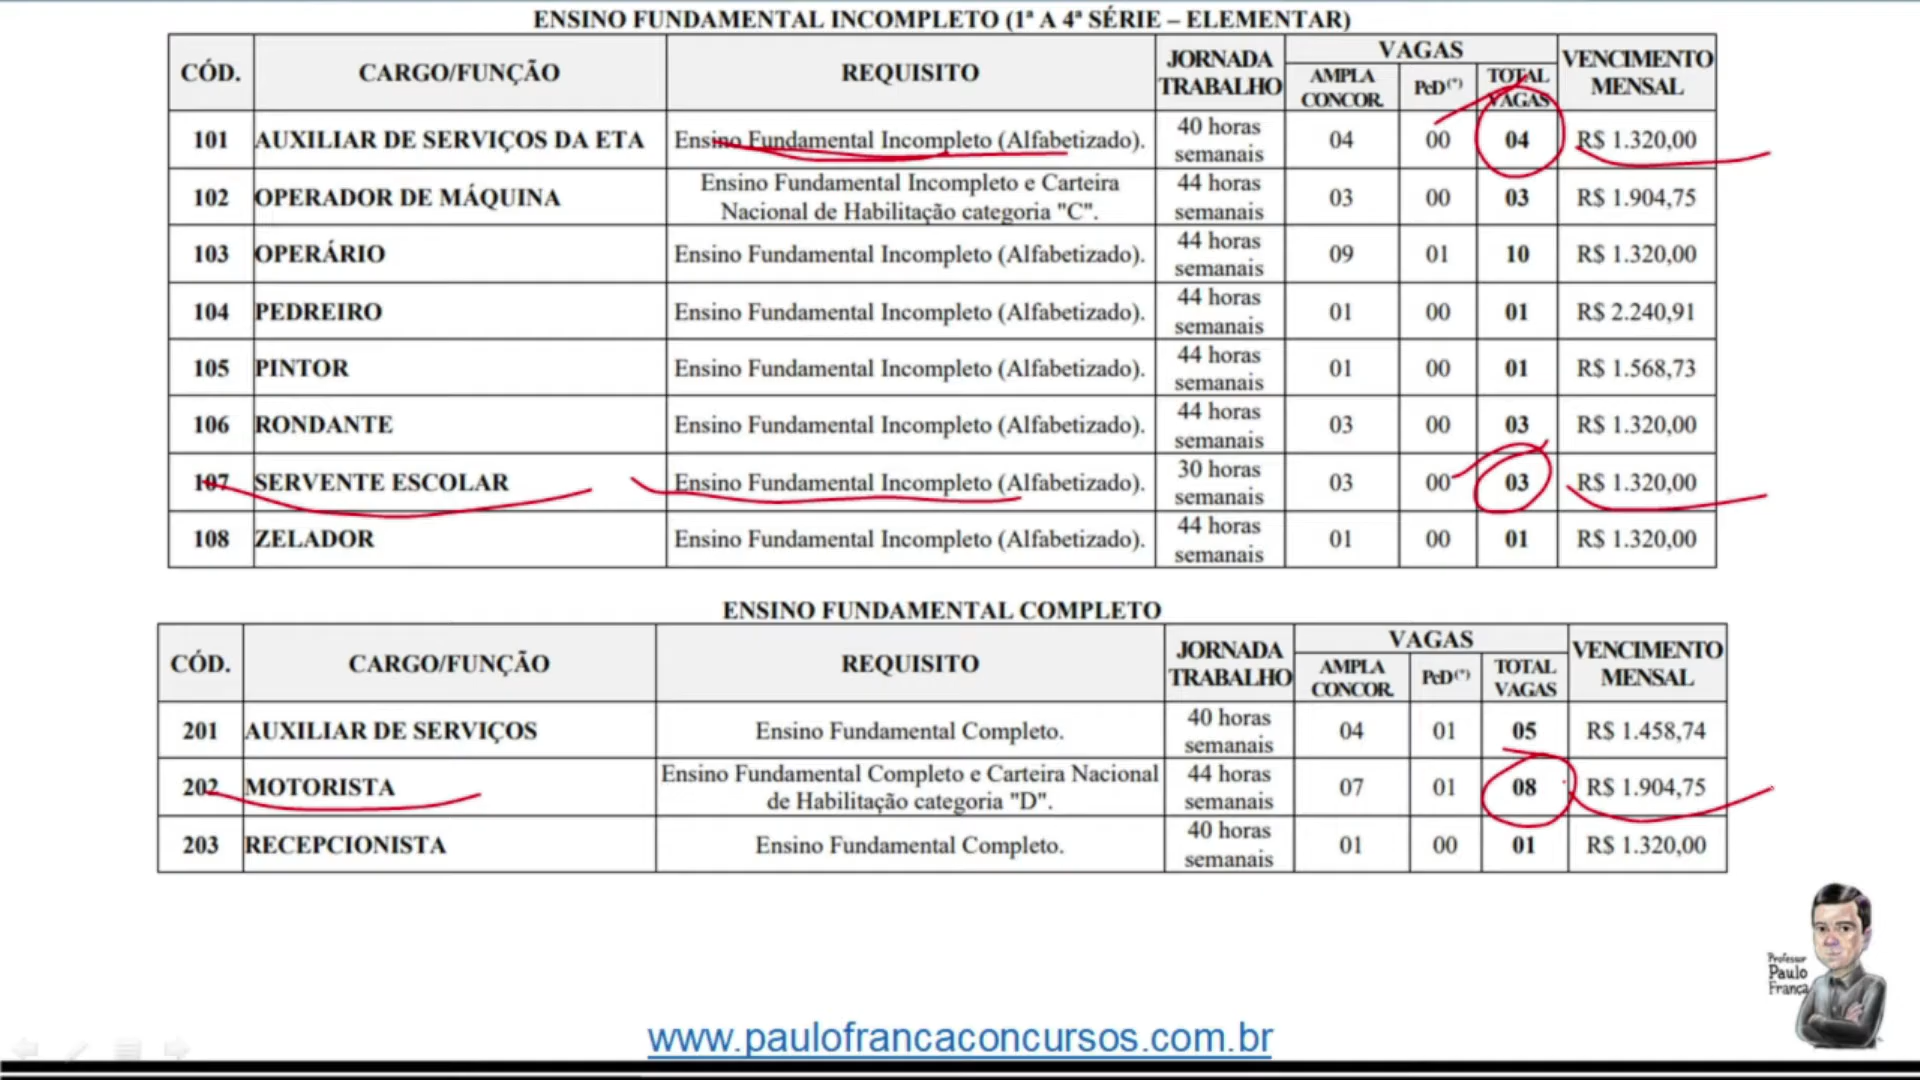 ENSINO FUNDAMENTAL INCOMPLETO (1ª A 4ª SÉRIE – ELEMENTAR)
CÓD. CARGO/FUNÇÃO REQUISITO JORNADA TRABALHO VAGAS AMPLA CONCOR. PcD(*) TOTAL VAGAS VENCIMENTO MENSAL
101 AUXILIAR DE SERVIÇOS DA ETA Ensino Fundamental Incompleto (Alfabetizado). 40 horas semanais 04 00 04 R$ 1.320,00
102 OPERADOR DE MÁQUINA Ensino Fundamental Incompleto e Carteira Nacional de Habilitação categoria "C". 44 horas semanais 03 00 03 R$ 1.904,75
103 OPERÁRIO Ensino Fundamental Incompleto (Alfabetizado). 44 horas semanais 09 01 10 R$ 1.320,00
104 PEDREIRO Ensino Fundamental Incompleto (Alfabetizado). 44 horas semanais 01 00 01 R$ 2.240,91
105 PINTOR Ensino Fundamental Incompleto (Alfabetizado). 44 horas semanais 01 00 01 R$ 1.568,73
106 RONDANTE Ensino Fundamental Incompleto (Alfabetizado). 44 horas semanais 03 00 03 R$ 1.320,00
107 SERVENTE ESCOLAR Ensino Fundamental Incompleto (Alfabetizado). 30 horas semanais 03 00 03 R$ 1.320,00
108 ZELADOR Ensino Fundamental Incompleto (Alfabetizado). 44 horas semanais 01 00 01 R$ 1.320,00
ENSINO FUNDAMENTAL COMPLETO
CÓD. CARGO/FUNÇÃO REQUISITO JORNADA TRABALHO VAGAS AMPLA CONCOR. PcD(*) TOTAL VAGAS VENCIMENTO MENSAL
201 AUXILIAR DE SERVIÇOS Ensino Fundamental Completo. 40 horas semanais 04 01 05 R$ 1.458,74
202 MOTORISTA Ensino Fundamental Completo e Carteira Nacional de Habilitação categoria "D". 44 horas semanais 07 01 08 R$ 1.904,75
203 RECEPCIONISTA Ensino Fundamental Completo. 40 horas semanais 01 00 01 R$ 1.320,00
Professor
Paulo
França
www.paulofrancaconcursos.com.br